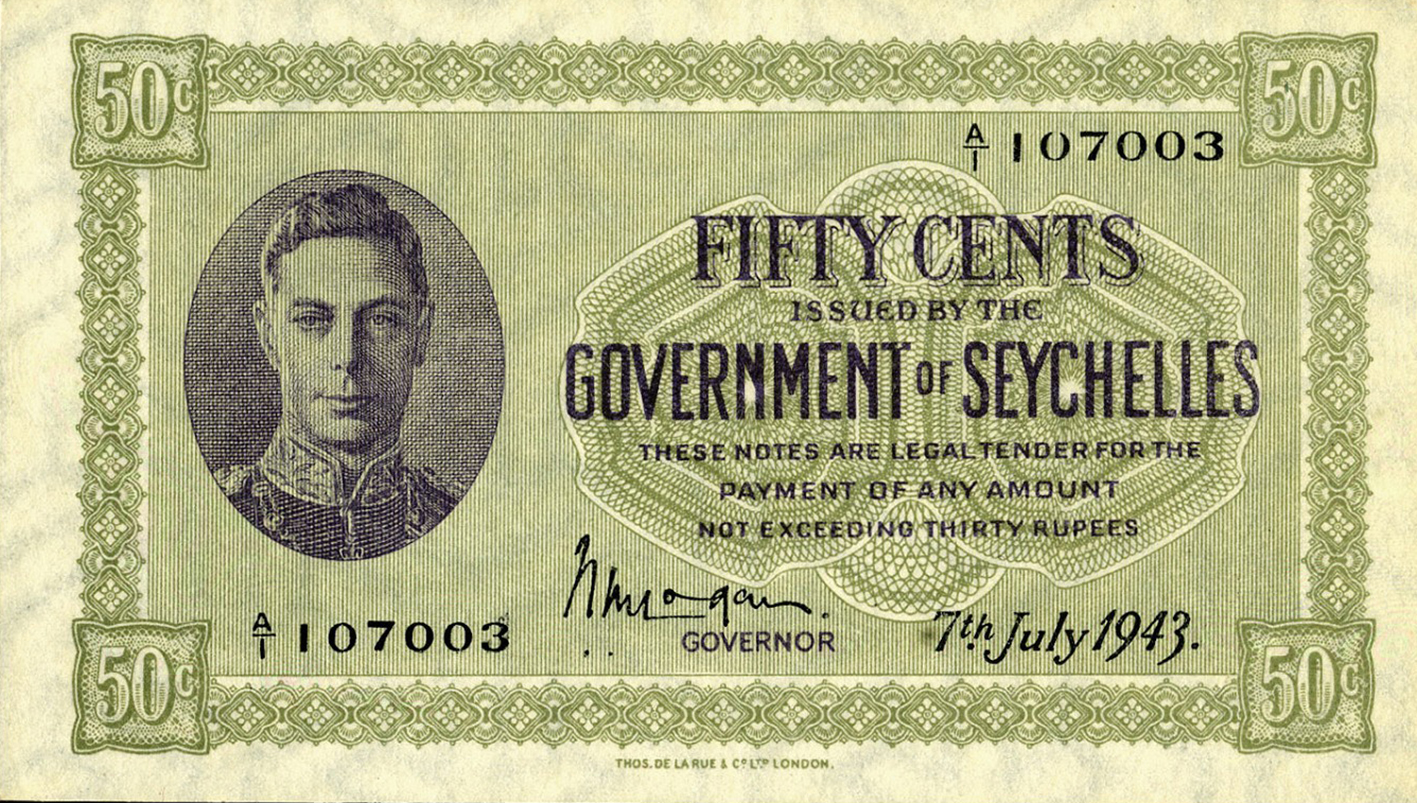 50c
50c
A/1 107003
FIFTY CENTS
ISSUED BY THE
GOVERNMENT OF SEYCHELLES
THESE NOTES ARE LEGAL TENDER FOR THE
PAYMENT OF ANY AMOUNT
NOT EXCEEDING THIRTY RUPEES
A/1 107003
GOVERNOR
7th July 1943.
50c
50c
THOS. DE LA RUE & CO LTD LONDON.